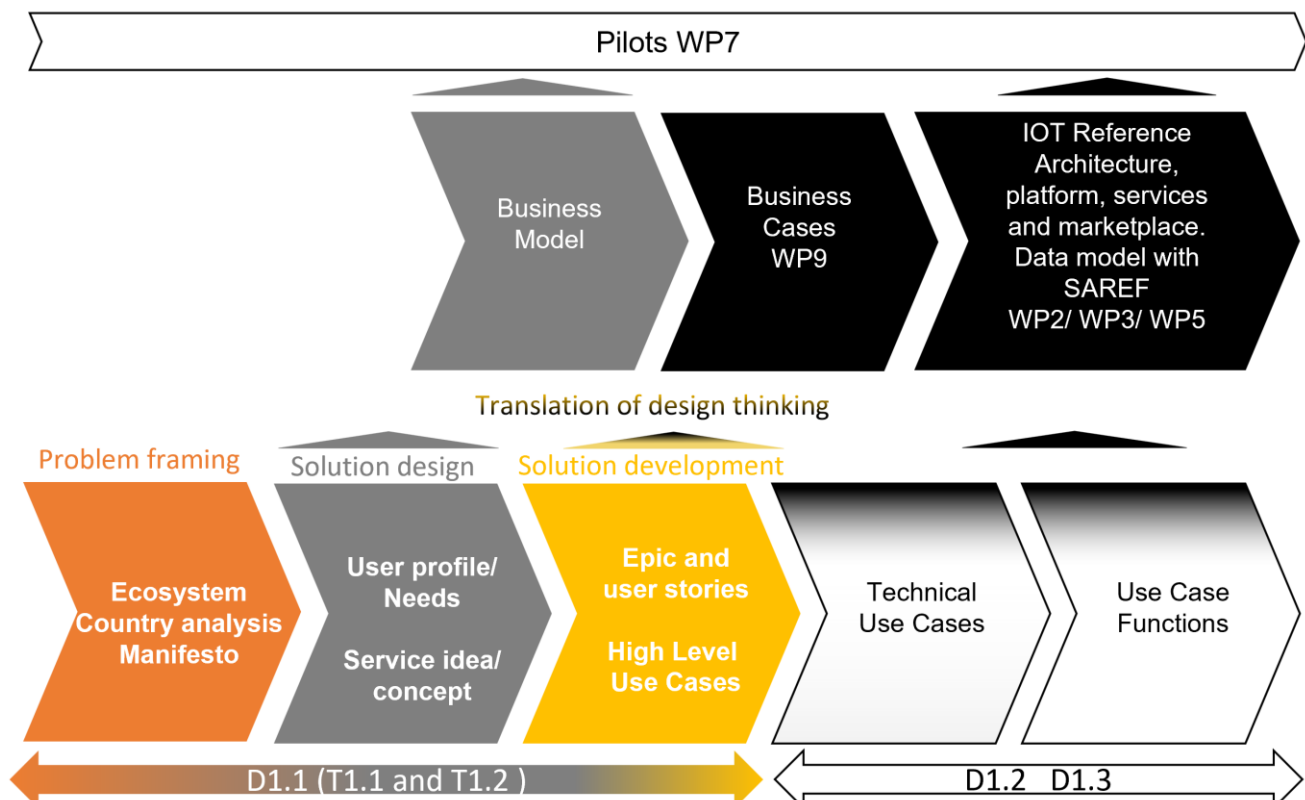 Pilots WP7
Business
Model
Business
Cases
WP9
IOT Reference
Architecture,
platform, services
and marketplace.
Data model with
SAREF
WP2/ WP3/ WP5
Translation of design thinking
Problem framing
Solution design
Solution development
Ecosystem
Country analysis
Manifesto
User profile/
Needs
Service idea/
concept
Epic and
user stories
High Level
Use Cases
Technical
Use Cases
Use Case
Functions
D1.1 (T1.1 and T1.2 )
D1.2 D1.3